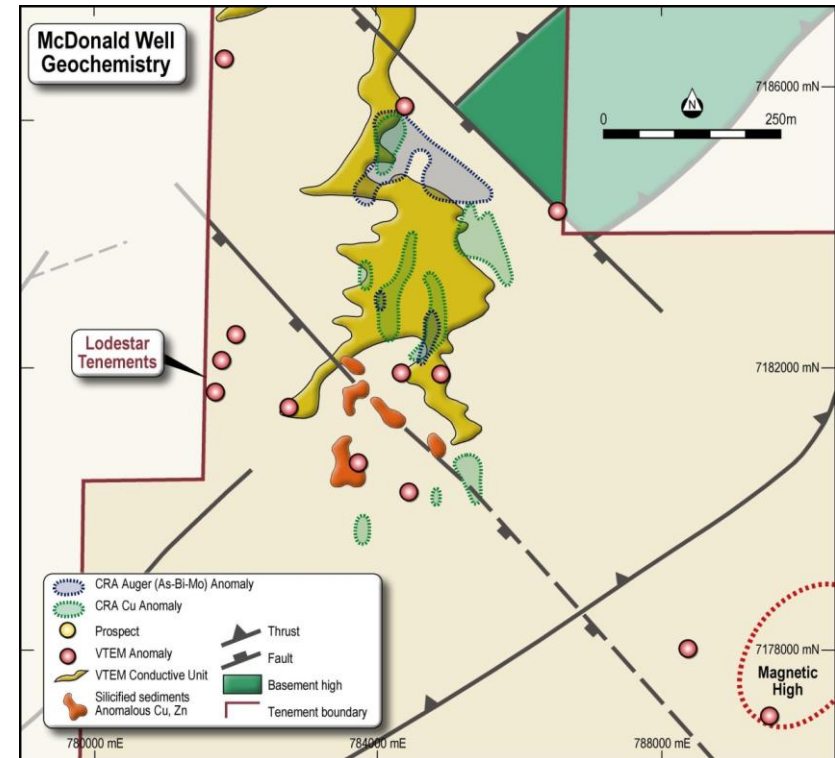 McDonald Well
Geochemistry
7186000 mN
N
0
250m
Lodestar
Tenements
7182000 mN
CRA Auger (As-Bi-Mo) Anomaly
CRA Cu Anomaly
Prospect
VTEM Anomaly
VTEM Conductive Unit
Silicified sediments
Anomalous Cu, Zn
Thrust
Fault
Basement high
Tenement boundary
7178000 mN
Magnetic
High
780000 mE
784000 mE
788000 mE